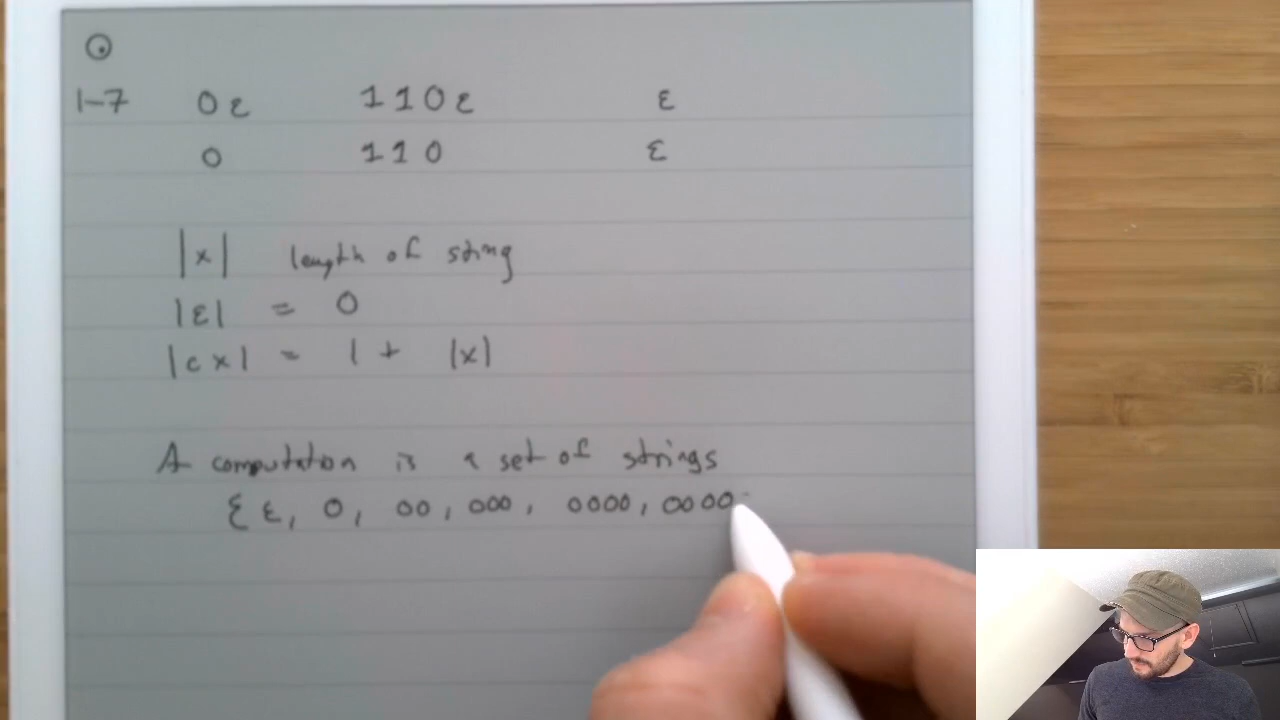 1-7 0ε 110ε ε
0 110 ε
|x| length of string
|ε| = 0
|cx| = 1 + |x|
A computation is a set of strings
{ε, 0, 00, 000, 0000, 0000